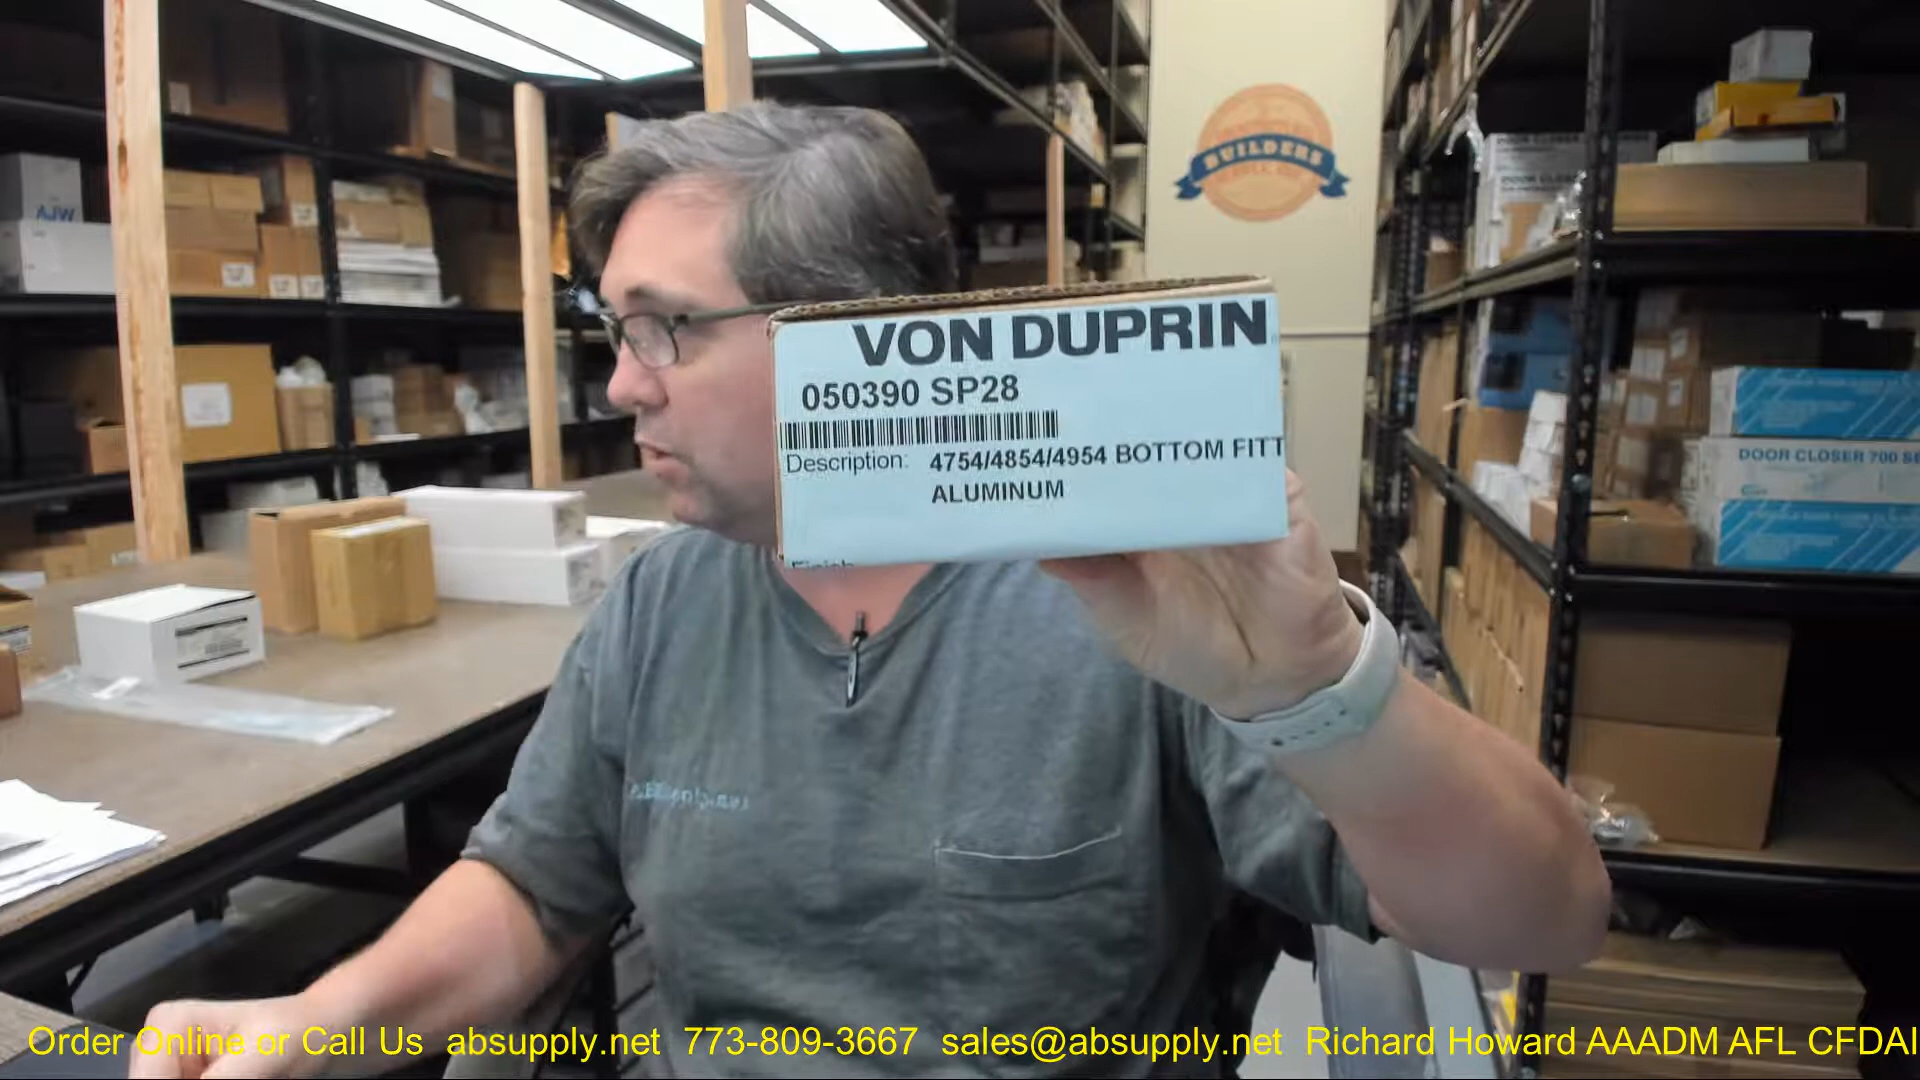 BUILDERS
AJW
VON DUPRIN
050390 SP28
Description: 4754/4854/4954 BOTTOM FITT
ALUMINUM
Finish
DOOR CLOSER 700 SE
Order Online or Call Us absupply.net 773-809-3667 sales@absupply.net Richard Howard AAADM AFL CFDAI